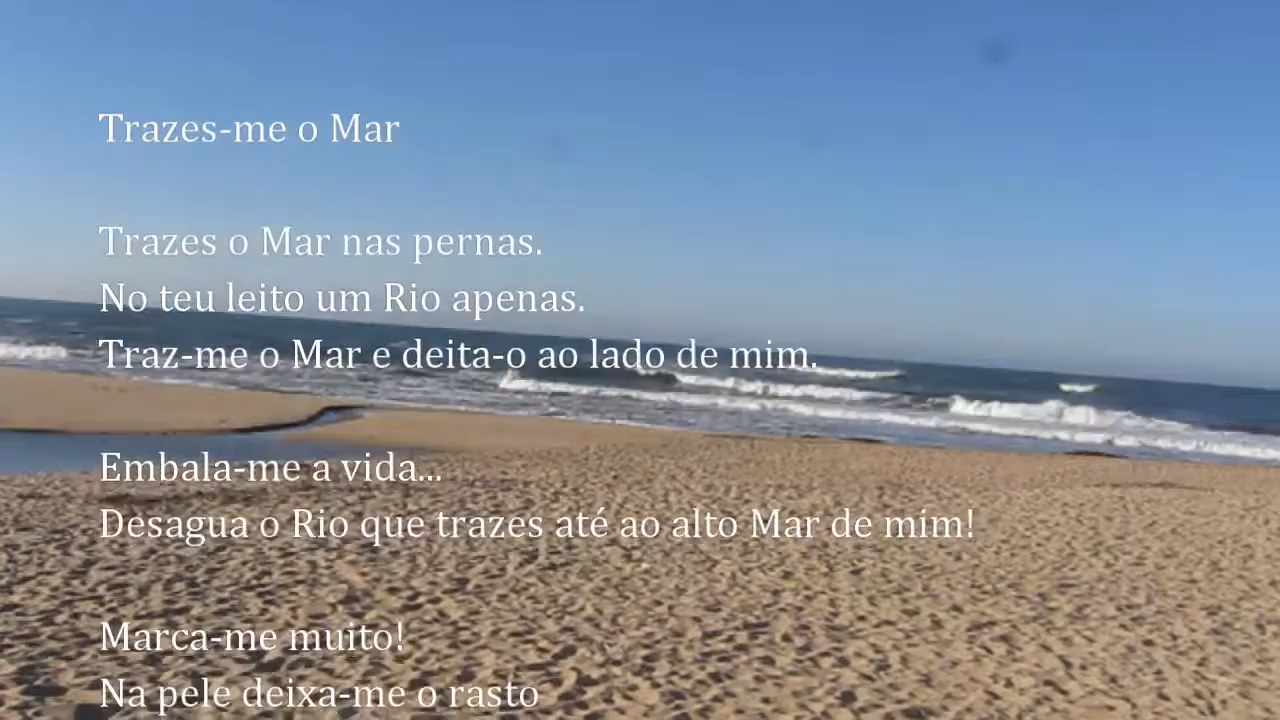 Trazes-me o Mar
Trazes o Mar nas pernas.
No teu leito um Rio apenas.
Traz-me o Mar e deita-o ao lado de mim.
Embala-me a vida...
Desagua o Rio que trazes até ao alto Mar de mim!
Marca-me muito!
Na pele deixa-me o rasto